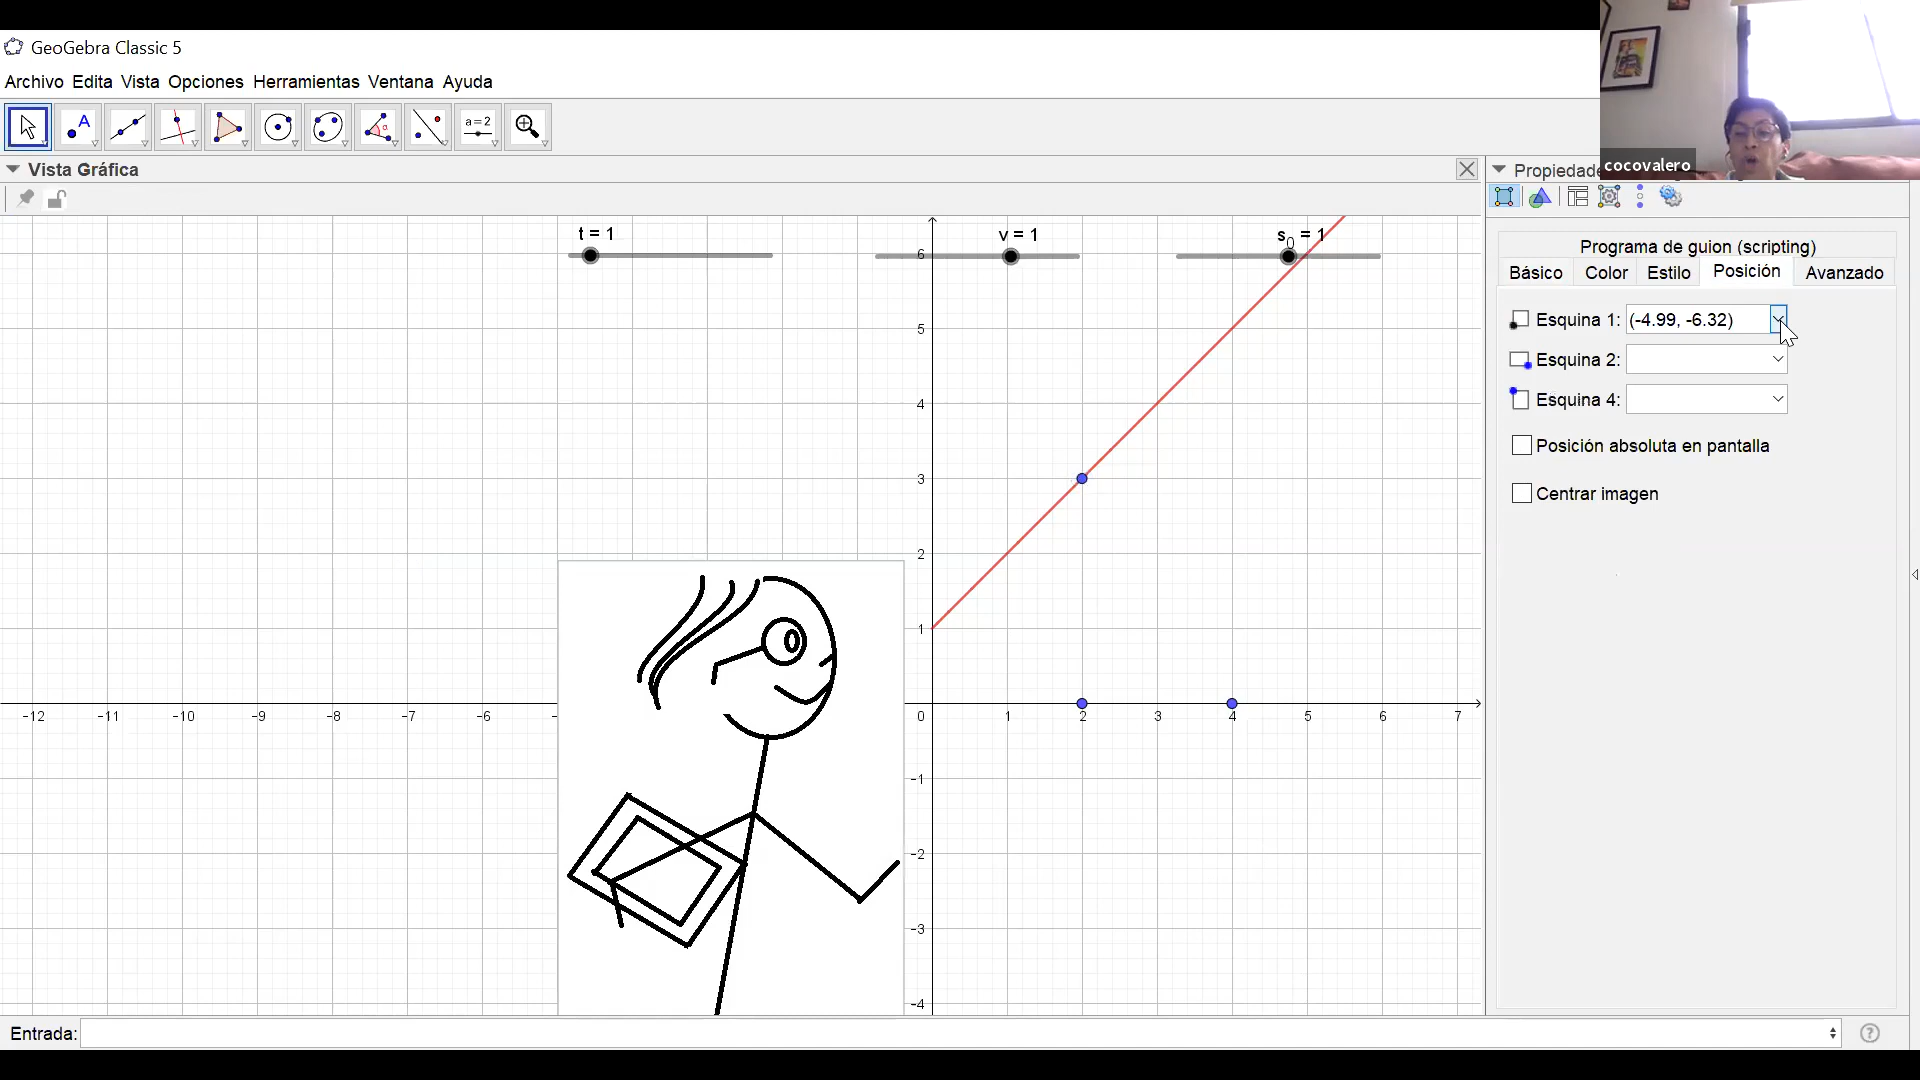 GeoGebra Classic 5
Archivo Edita Vista Opciones Herramientas Ventana Ayuda
A
α
a=2
cocovalero
Vista Gráfica
Propiedade
t = 1
v = 1
s0 = 1
Programa de guion (scripting)
Básico Color Estilo Posición Avanzado
Esquina 1: (-4.99, -6.32)
Esquina 2:
Esquina 4:
Posición absoluta en pantalla
Centrar imagen
6
5
4
3
2
1
-12 -11 -10 -9 -8 -7 -6 - 0 1 2 3 4 5 6 7
-1
-2
-3
-4
Entrada:
?